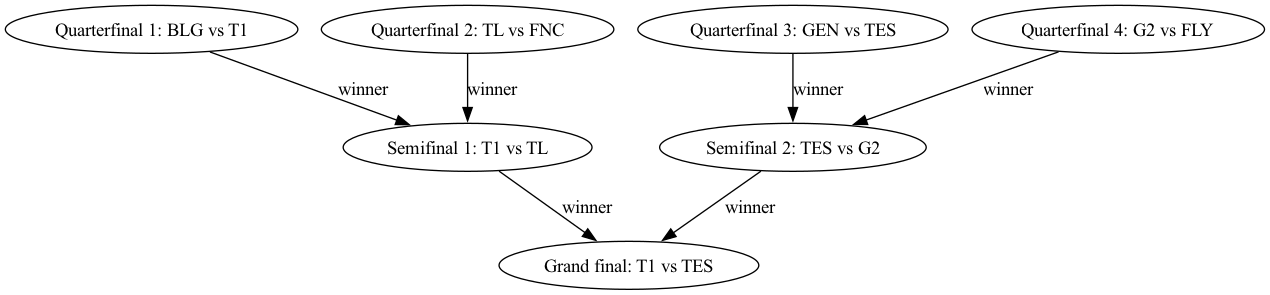 Quarterfinal 1: BLG vs T1
Quarterfinal 2: TL vs FNC
Quarterfinal 3: GEN vs TES
Quarterfinal 4: G2 vs FLY
winner
winner
winner
winner
Semifinal 1: T1 vs TL
Semifinal 2: TES vs G2
winner
winner
Grand final: T1 vs TES